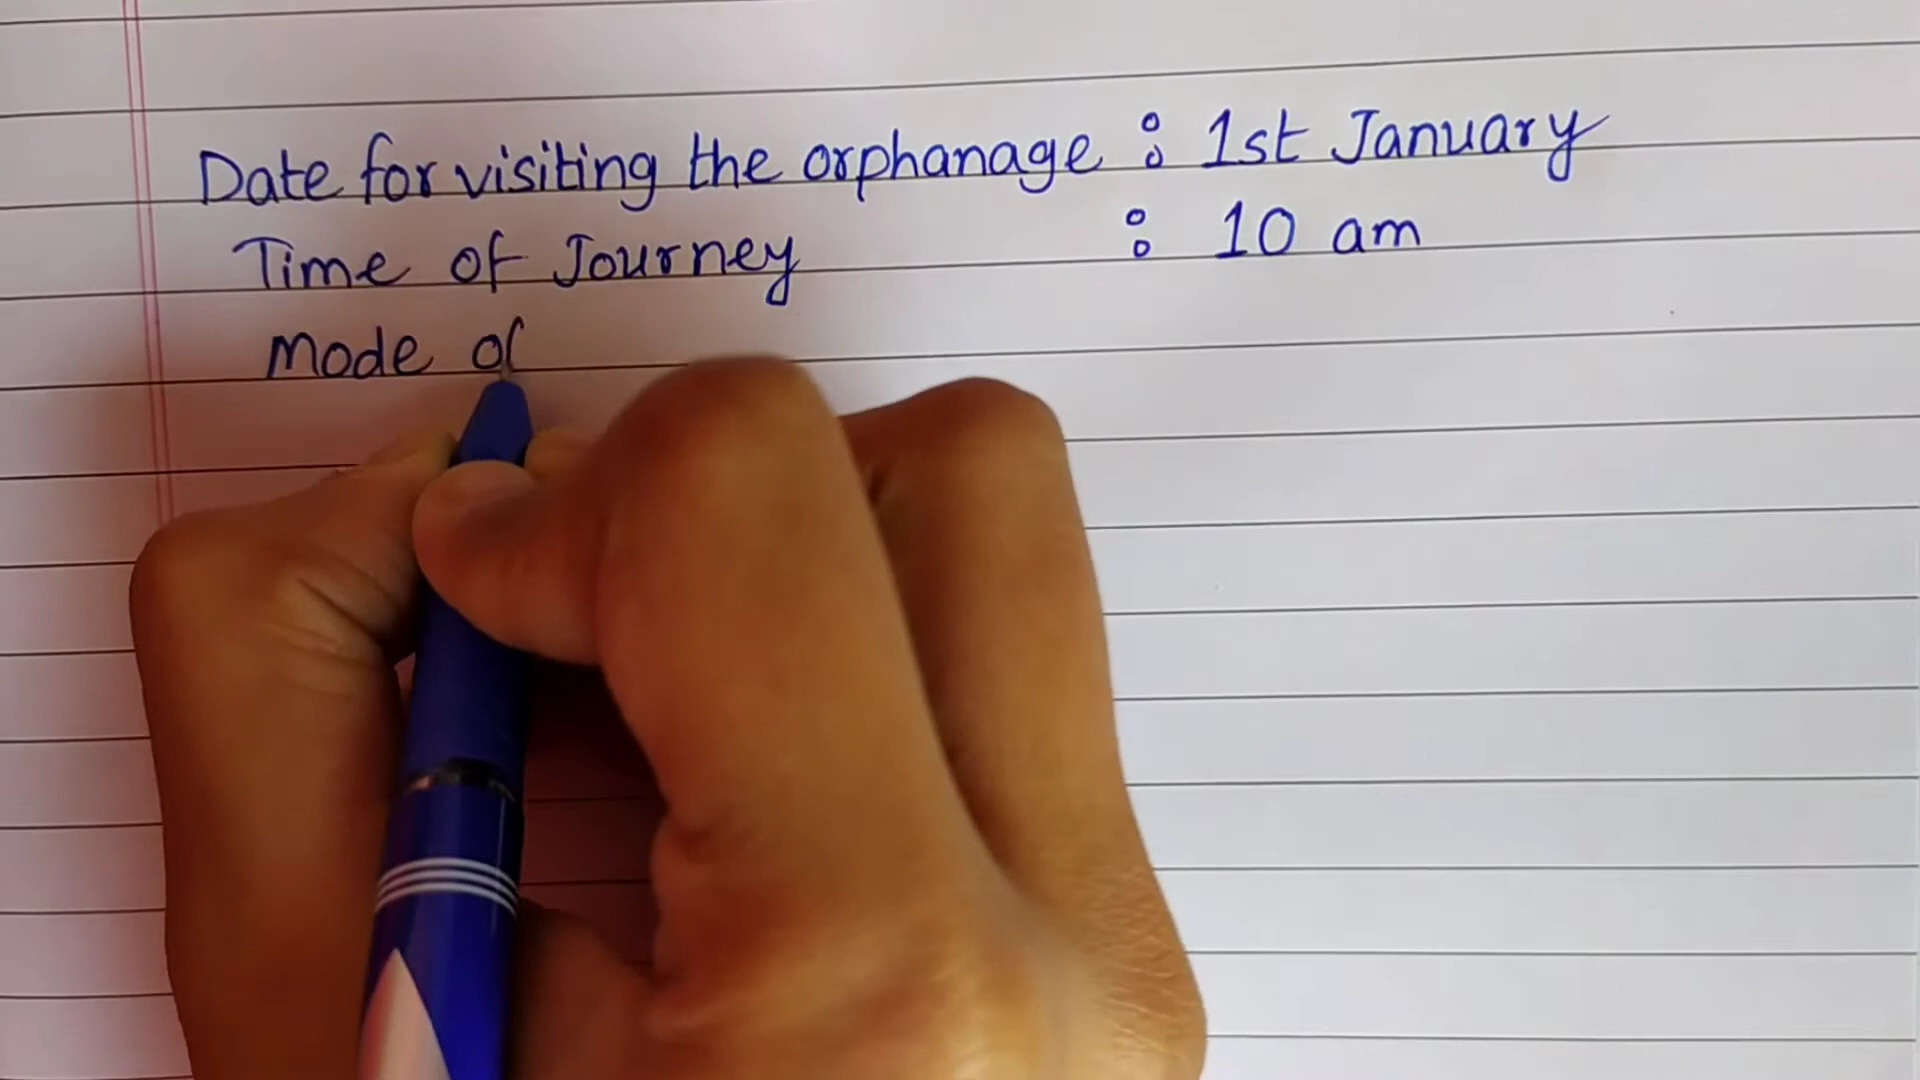 Date for visiting the orphanage : 1st January
Time of Journey : 10 am
Mode of